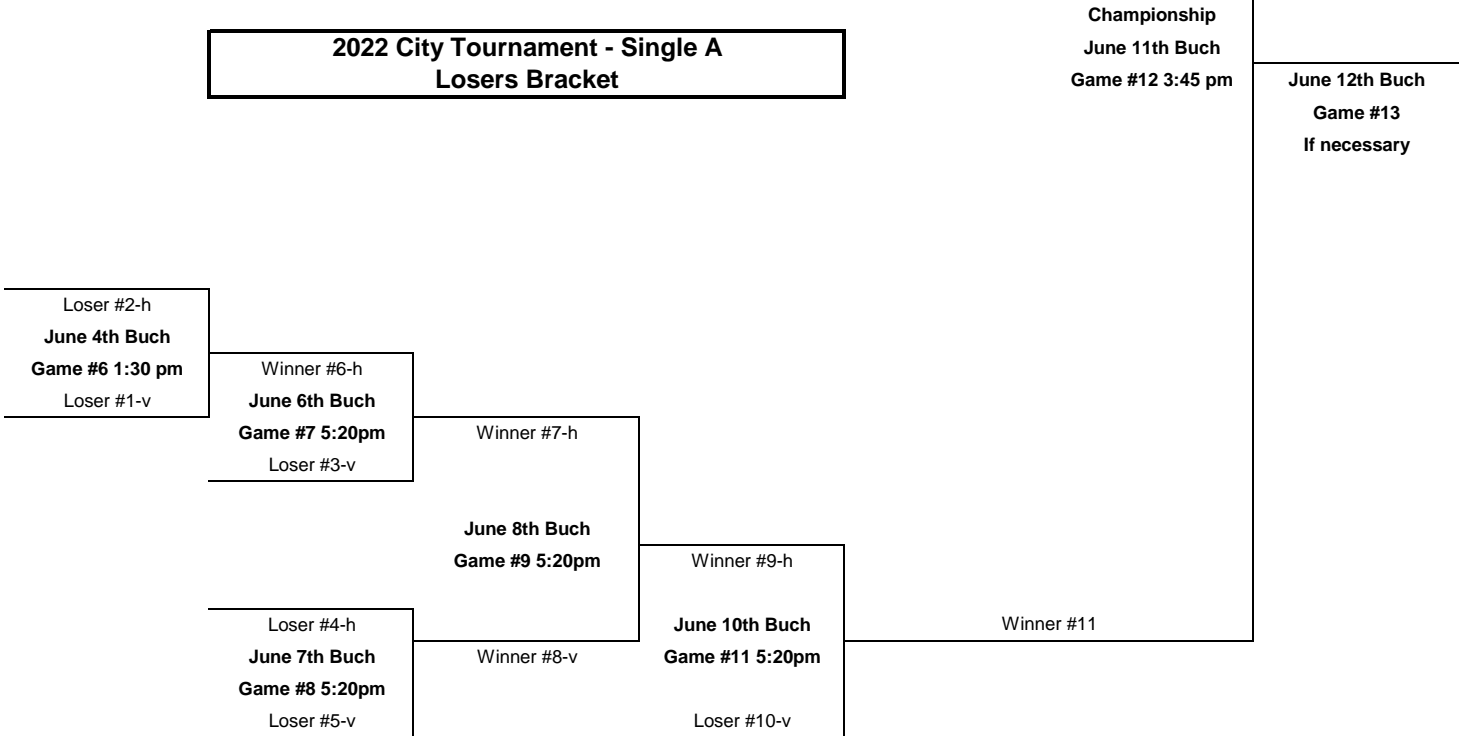 2022 City Tournament - Single A
Losers Bracket
Championship
June 11th Buch
Game #12 3:45 pm
June 12th Buch
Game #13
If necessary
Loser #2-h
June 4th Buch
Game #6 1:30 pm
Loser #1-v
Winner #6-h
June 6th Buch
Game #7 5:20pm
Loser #3-v
Winner #7-h
June 8th Buch
Game #9 5:20pm
Winner #8-v
Loser #4-h
June 7th Buch
Game #8 5:20pm
Loser #5-v
Winner #9-h
June 10th Buch
Game #11 5:20pm
Loser #10-v
Winner #11